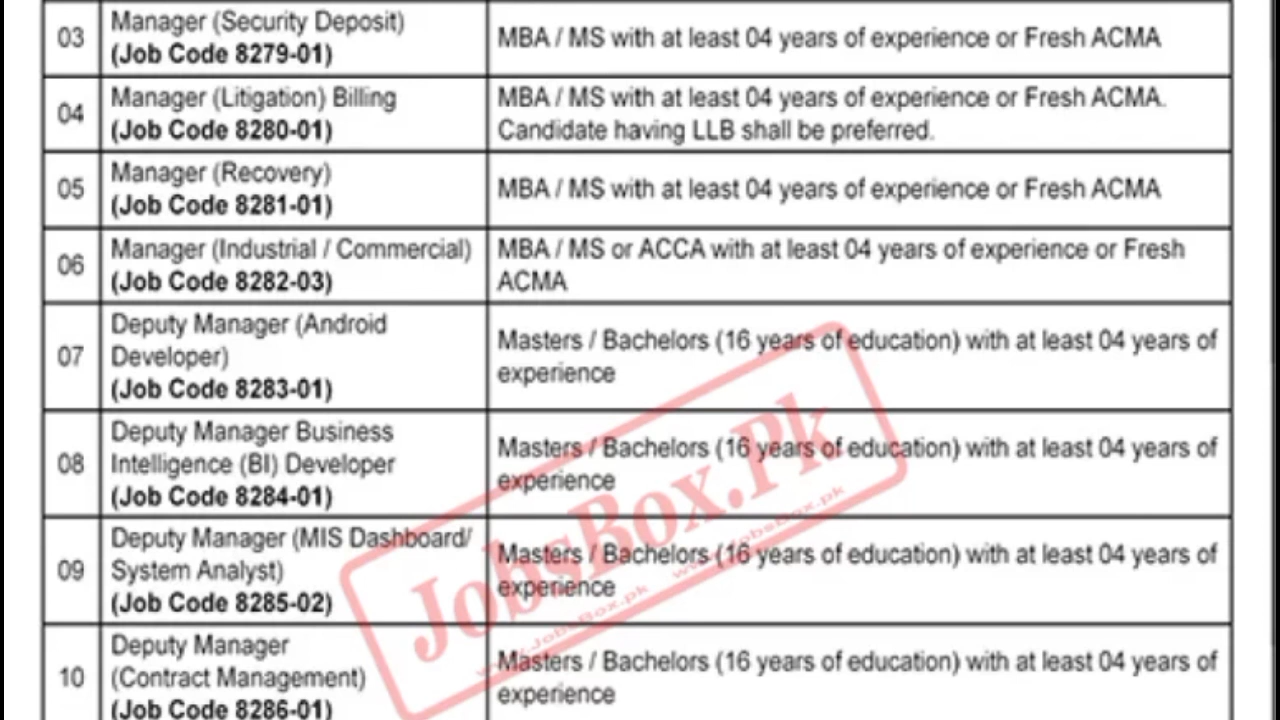 03
Manager (Security Deposit)
(Job Code 8279-01)
MBA / MS with at least 04 years of experience or Fresh ACMA
04
Manager (Litigation) Billing
(Job Code 8280-01)
MBA / MS with at least 04 years of experience or Fresh ACMA.
Candidate having LLB shall be preferred.
05
Manager (Recovery)
(Job Code 8281-01)
MBA / MS with at least 04 years of experience or Fresh ACMA
06
Manager (Industrial / Commercial)
(Job Code 8282-03)
MBA / MS or ACCA with at least 04 years of experience or Fresh
ACMA
07
Deputy Manager (Android
Developer)
(Job Code 8283-01)
Masters / Bachelors (16 years of education) with at least 04 years of
experience
08
Deputy Manager Business
Intelligence (BI) Developer
(Job Code 8284-01)
Masters / Bachelors (16 years of education) with at least 04 years of
experience
09
Deputy Manager (MIS Dashboard/
System Analyst)
(Job Code 8285-02)
Masters / Bachelors (16 years of education) with at least 04 years of
experience
10
Deputy Manager
(Contract Management)
(Job Code 8286-01)
Masters / Bachelors (16 years of education) with at least 04 years of
experience
JobsBox.Pk
www.JobsBox.pk www.JobsBox.pk